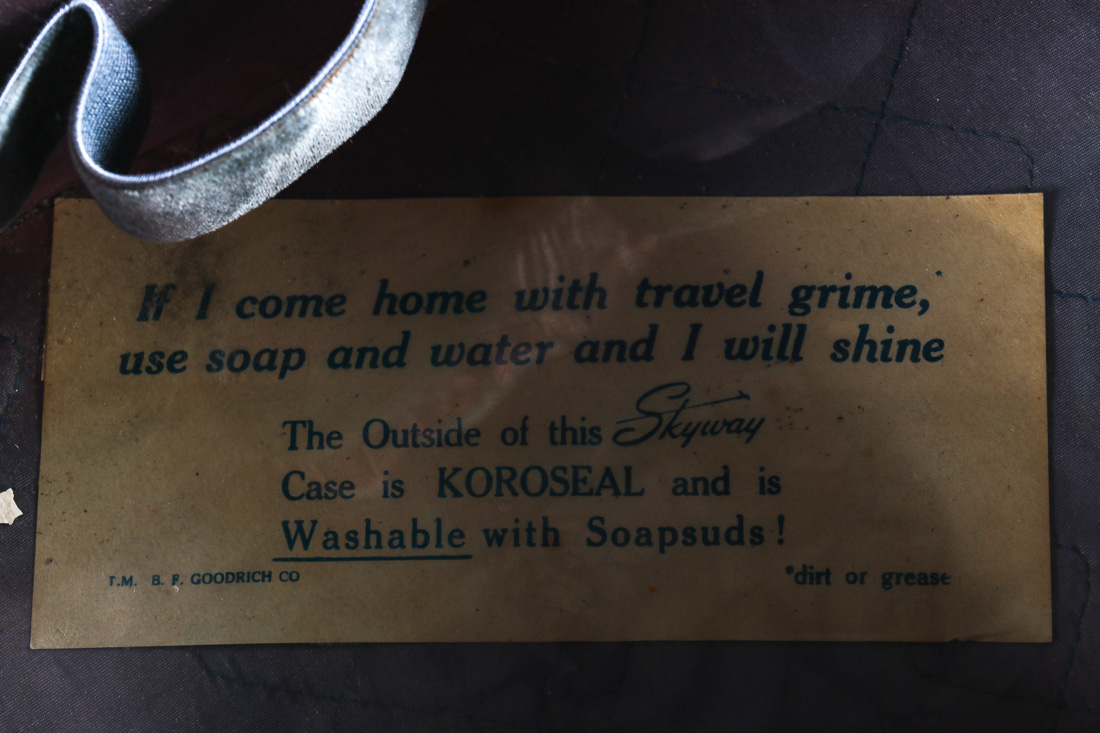 If I come home with travel grime,*
use soap and water and I will shine
The Outside of this Skyway
Case is KOROSEAL and is
Washable with Soapsuds!
T.M. B. F. GOODRICH CO
*dirt or grease